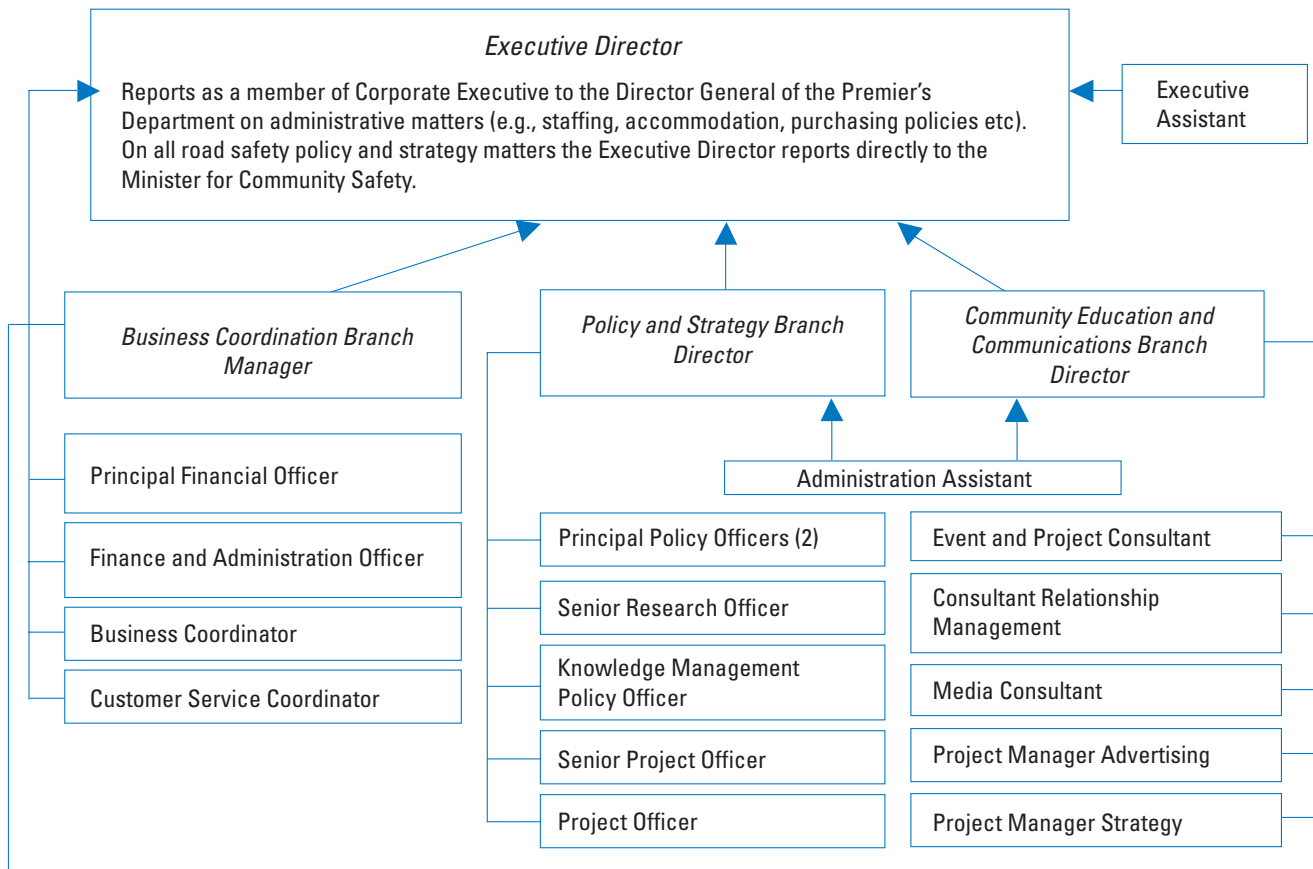 Executive Director
Reports as a member of Corporate Executive to the Director General of the Premier's
Department on administrative matters (e.g., staffing, accommodation, purchasing policies etc).
On all road safety policy and strategy matters the Executive Director reports directly to the
Minister for Community Safety.
Executive
Assistant
Business Coordination Branch
Manager
Policy and Strategy Branch
Director
Community Education and
Communications Branch
Director
Principal Financial Officer
Finance and Administration Officer
Business Coordinator
Customer Service Coordinator
Administration Assistant
Principal Policy Officers (2)
Senior Research Officer
Knowledge Management
Policy Officer
Senior Project Officer
Project Officer
Event and Project Consultant
Consultant Relationship
Management
Media Consultant
Project Manager Advertising
Project Manager Strategy